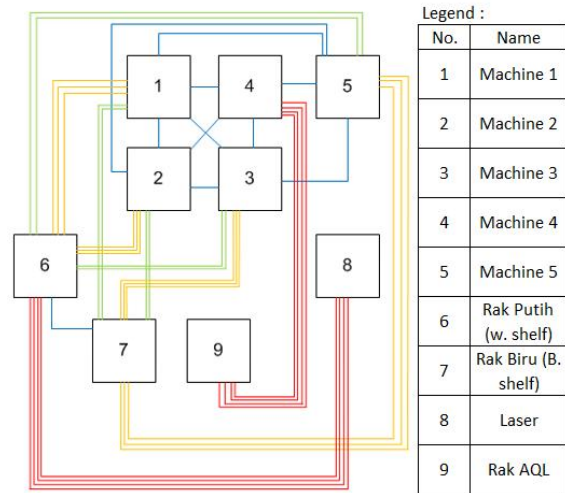 Legend :
No. Name
1 Machine 1
2 Machine 2
3 Machine 3
4 Machine 4
5 Machine 5
6 Rak Putih
(w. shelf)
7 Rak Biru (B.
shelf)
8 Laser
9 Rak AQL
1 4 5
2 3
6 8
7 9